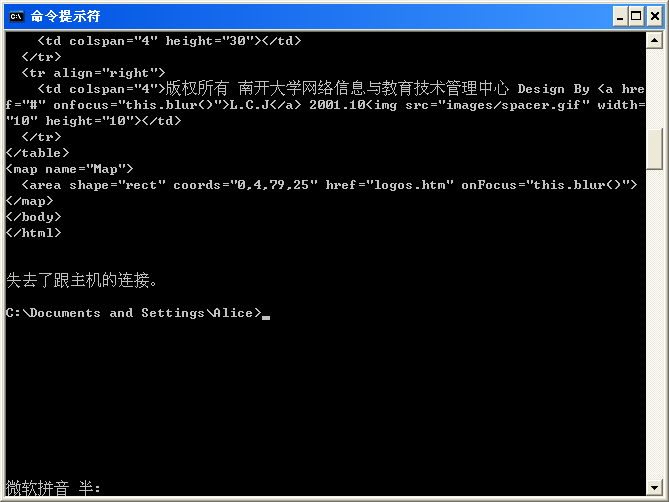 命令提示符
<td colspan="4" height="30"></td>
</tr>
<tr align="right">
<td colspan="4">版权所有 南开大学网络信息与教育技术管理中心 Design By <a hre
f="#" onfocus="this.blur()">L.C.J</a> 2001.10<img src="images/spacer.gif" width=
"10" height="10"></td>
</tr>
</table>
<map name="Map">
<area shape="rect" coords="0,4,79,25" href="logos.htm" onFocus="this.blur()">
</map>
</body>
</html>
失去了跟主机的连接。
C:\Documents and Settings\Alice>_
微软拼音 半: